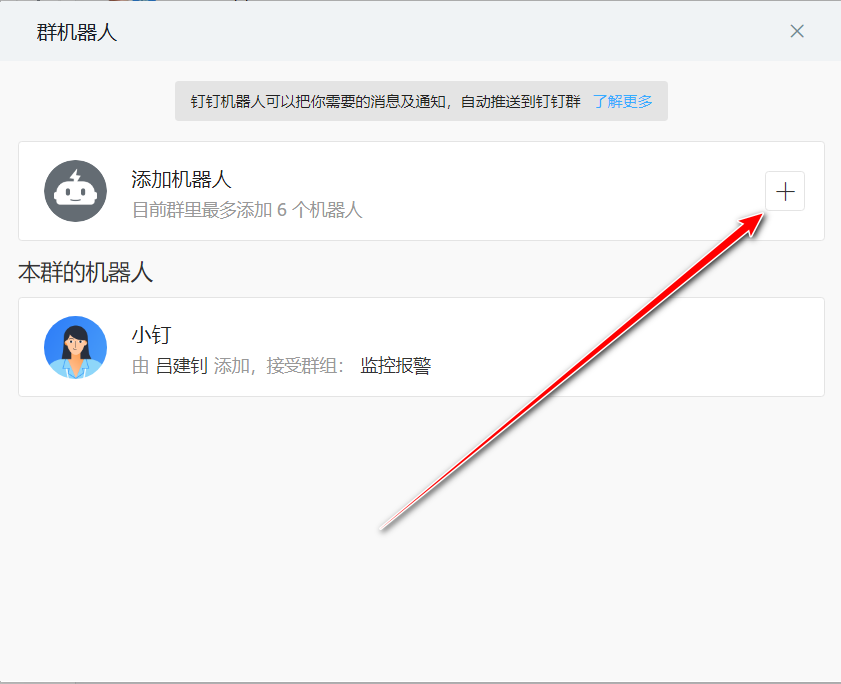 群机器人
钉钉机器人可以把你需要的消息及通知，自动推送到钉钉群 了解更多
添加机器人
目前群里最多添加 6 个机器人
本群的机器人
小钉
由 吕建钊 添加，接受群组： 监控报警